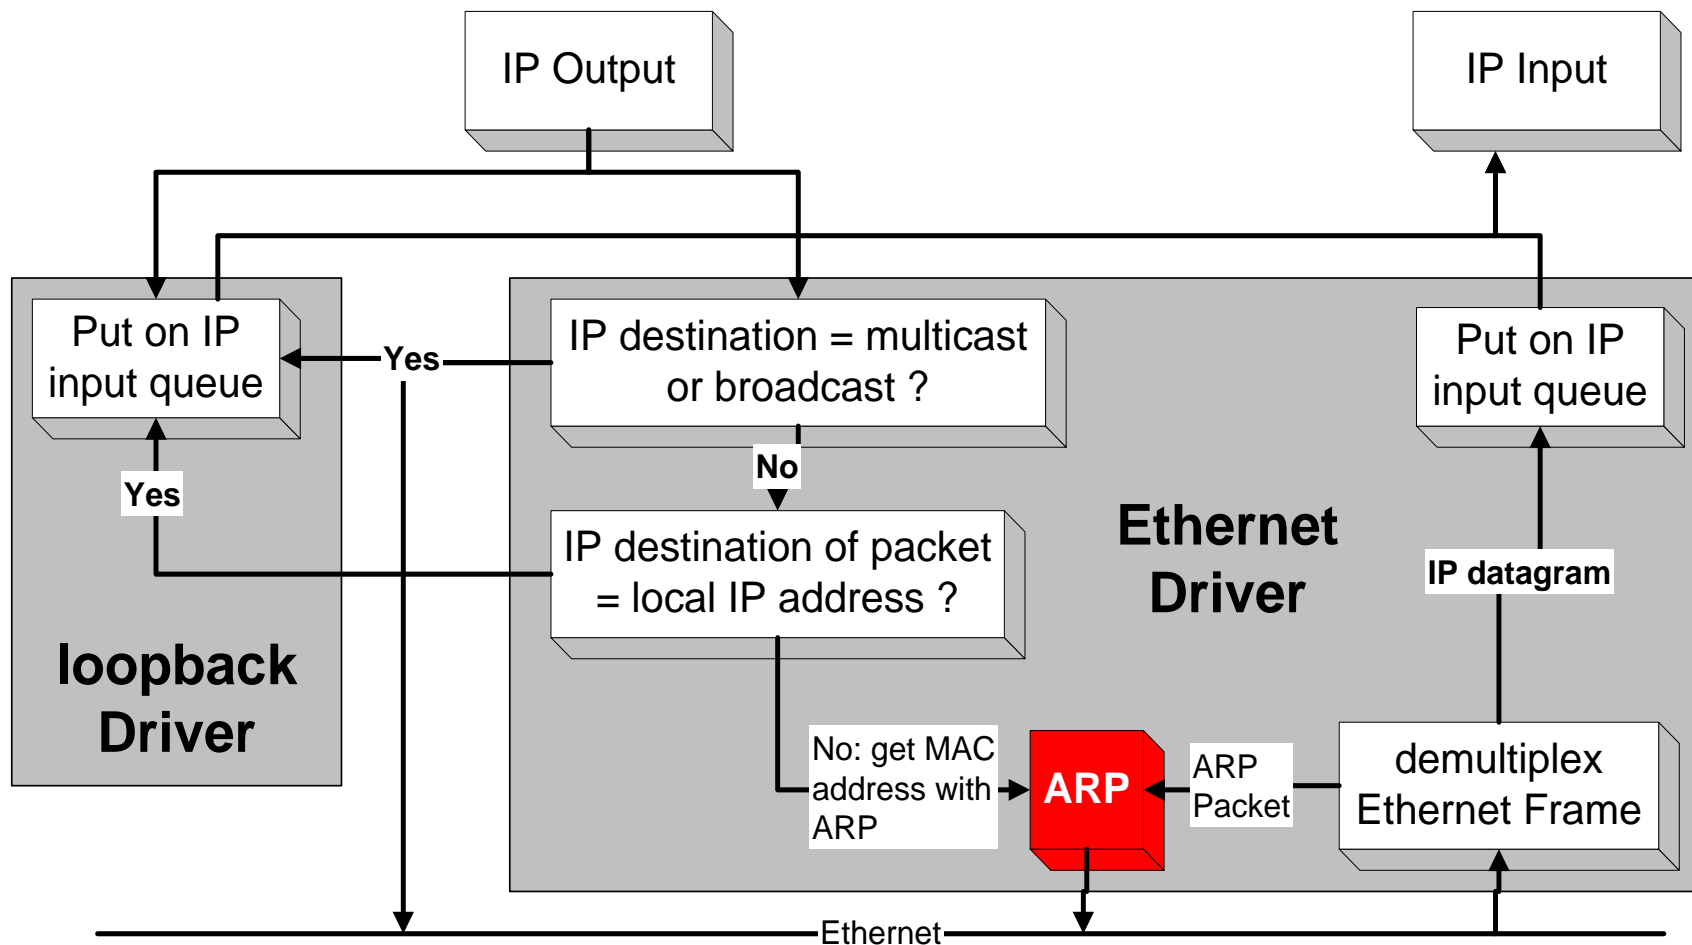 IP Output
IP Input
Put on IP
input queue
Yes
IP destination = multicast
or broadcast ?
Put on IP
input queue
No
Yes
IP destination of packet
= local IP address ?
Ethernet
Driver
IP datagram
loopback
Driver
No: get MAC
address with
ARP
ARP
ARP
Packet
demultiplex
Ethernet Frame
Ethernet